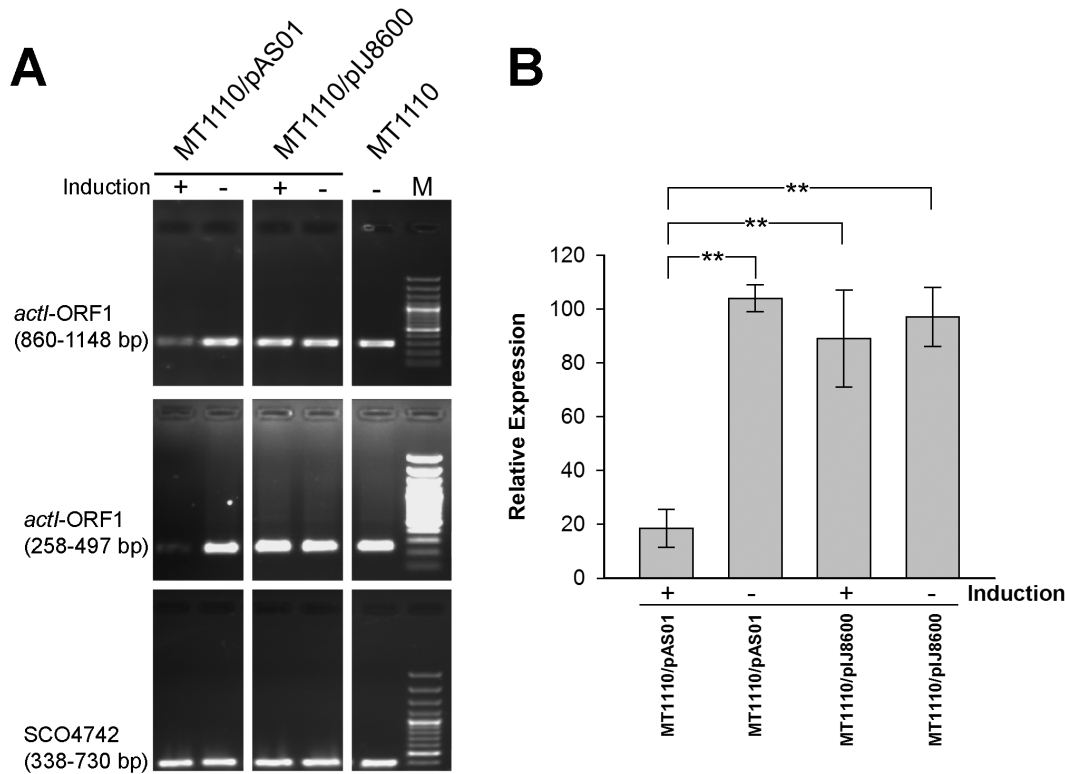 A
MT1110/pAS01
MT1110/pIJ8600
MT1110
Induction + - + - - M
actI-ORF1
(860-1148 bp)
actI-ORF1
(258-497 bp)
SCO4742
(338-730 bp)
B
**
**
**
Relative Expression
120
100
80
60
40
20
0
+ - + - Induction
MT1110/pAS01
MT1110/pAS01
MT1110/pIJ8600
MT1110/pIJ8600